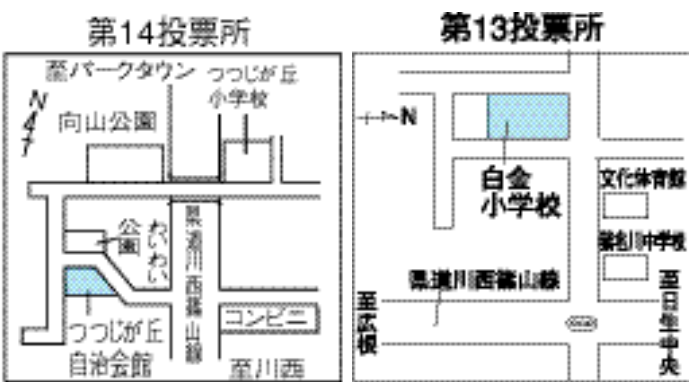 第14投票所
至パークタウン
つつじが丘
小学校
N
向山公園
公園
わいわい
県道川西篠山線
つつじが丘
自治会館
コンビニ
至川西
第13投票所
N
白金
小学校
文化体育館
猪名川中学校
県道川西篠山線
至広根
至日生中央